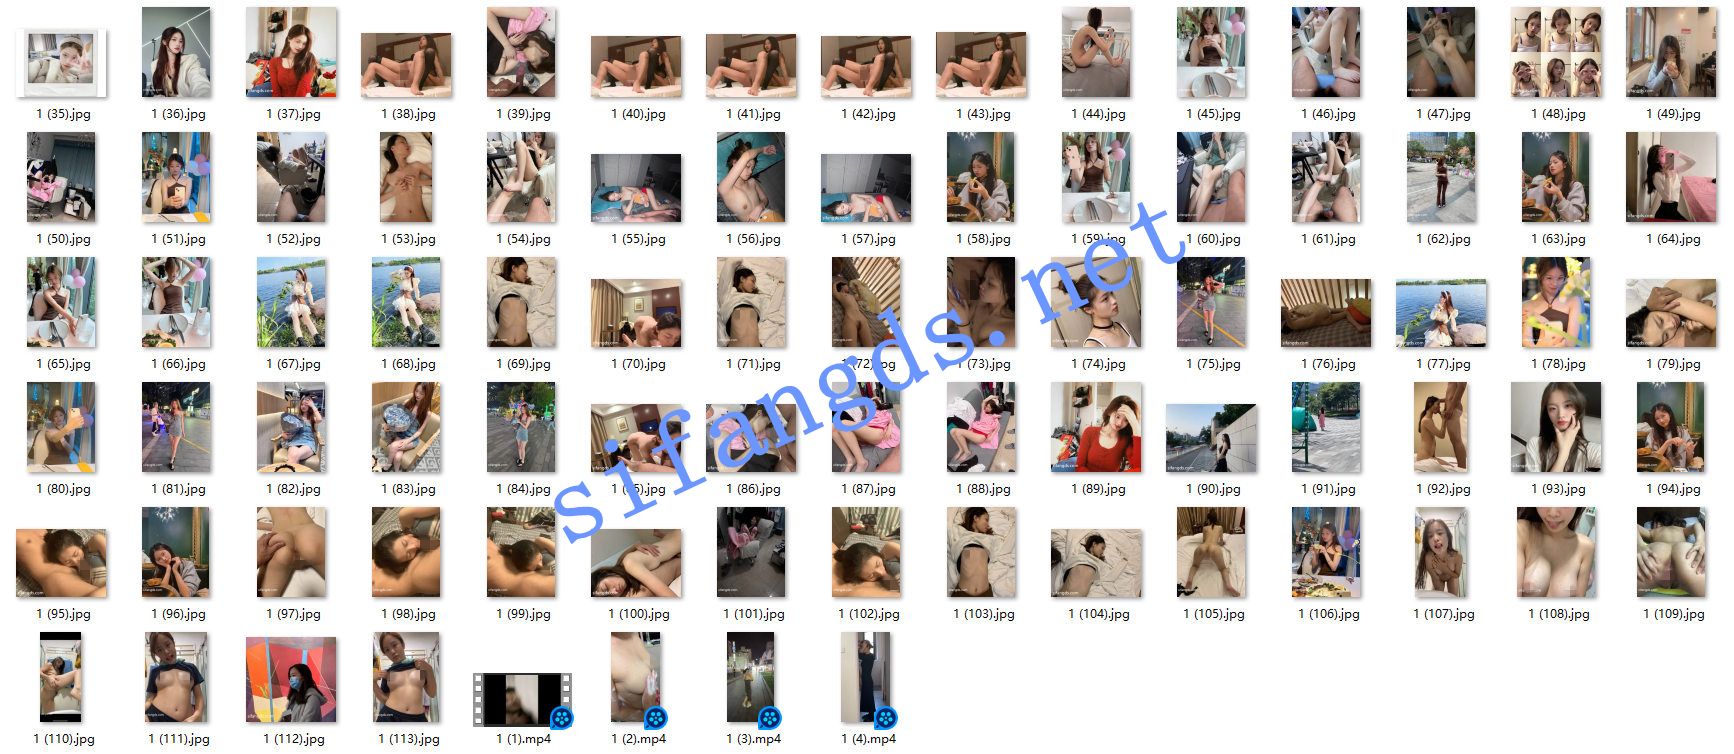 1 (35).jpg 1 (36).jpg 1 (37).jpg 1 (38).jpg 1 (39).jpg 1 (40).jpg 1 (41).jpg 1 (42).jpg 1 (43).jpg 1 (44).jpg 1 (45).jpg 1 (46).jpg 1 (47).jpg 1 (48).jpg 1 (49).jpg
1 (50).jpg 1 (51).jpg 1 (52).jpg 1 (53).jpg 1 (54).jpg 1 (55).jpg 1 (56).jpg 1 (57).jpg 1 (58).jpg 1 (59).jpg 1 (60).jpg 1 (61).jpg 1 (62).jpg 1 (63).jpg 1 (64).jpg
1 (65).jpg 1 (66).jpg 1 (67).jpg 1 (68).jpg 1 (69).jpg 1 (70).jpg 1 (71).jpg 1 (72).jpg 1 (73).jpg 1 (74).jpg 1 (75).jpg 1 (76).jpg 1 (77).jpg 1 (78).jpg 1 (79).jpg
sifangds.net
1 (80).jpg 1 (81).jpg 1 (82).jpg 1 (83).jpg 1 (84).jpg 1 (85).jpg 1 (86).jpg 1 (87).jpg 1 (88).jpg 1 (89).jpg 1 (90).jpg 1 (91).jpg 1 (92).jpg 1 (93).jpg 1 (94).jpg
1 (95).jpg 1 (96).jpg 1 (97).jpg 1 (98).jpg 1 (99).jpg 1 (100).jpg 1 (101).jpg 1 (102).jpg 1 (103).jpg 1 (104).jpg 1 (105).jpg 1 (106).jpg 1 (107).jpg 1 (108).jpg 1 (109).jpg
1 (110).jpg 1 (111).jpg 1 (112).jpg 1 (113).jpg 1 (1).mp4 1 (2).mp4 1 (3).mp4 1 (4).mp4